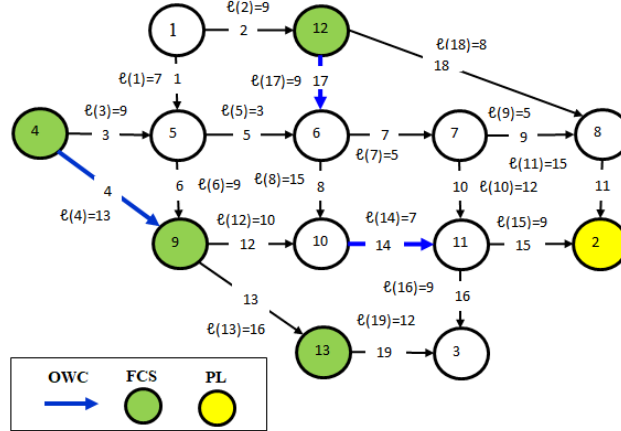 ℓ(2)=9
1
2
12
ℓ(18)=8
18
ℓ(1)=7
1
ℓ(17)=9
17
4
ℓ(3)=9
3
5
ℓ(5)=3
5
6
7
ℓ(7)=5
7
ℓ(9)=5
9
8
6
ℓ(6)=9
ℓ(8)=15
8
10
ℓ(10)=12
ℓ(11)=15
11
4
ℓ(4)=13
9
ℓ(12)=10
12
10
ℓ(14)=7
14
11
ℓ(15)=9
15
2
13
ℓ(13)=16
ℓ(16)=9
16
13
ℓ(19)=12
19
3
OWC FCS PL